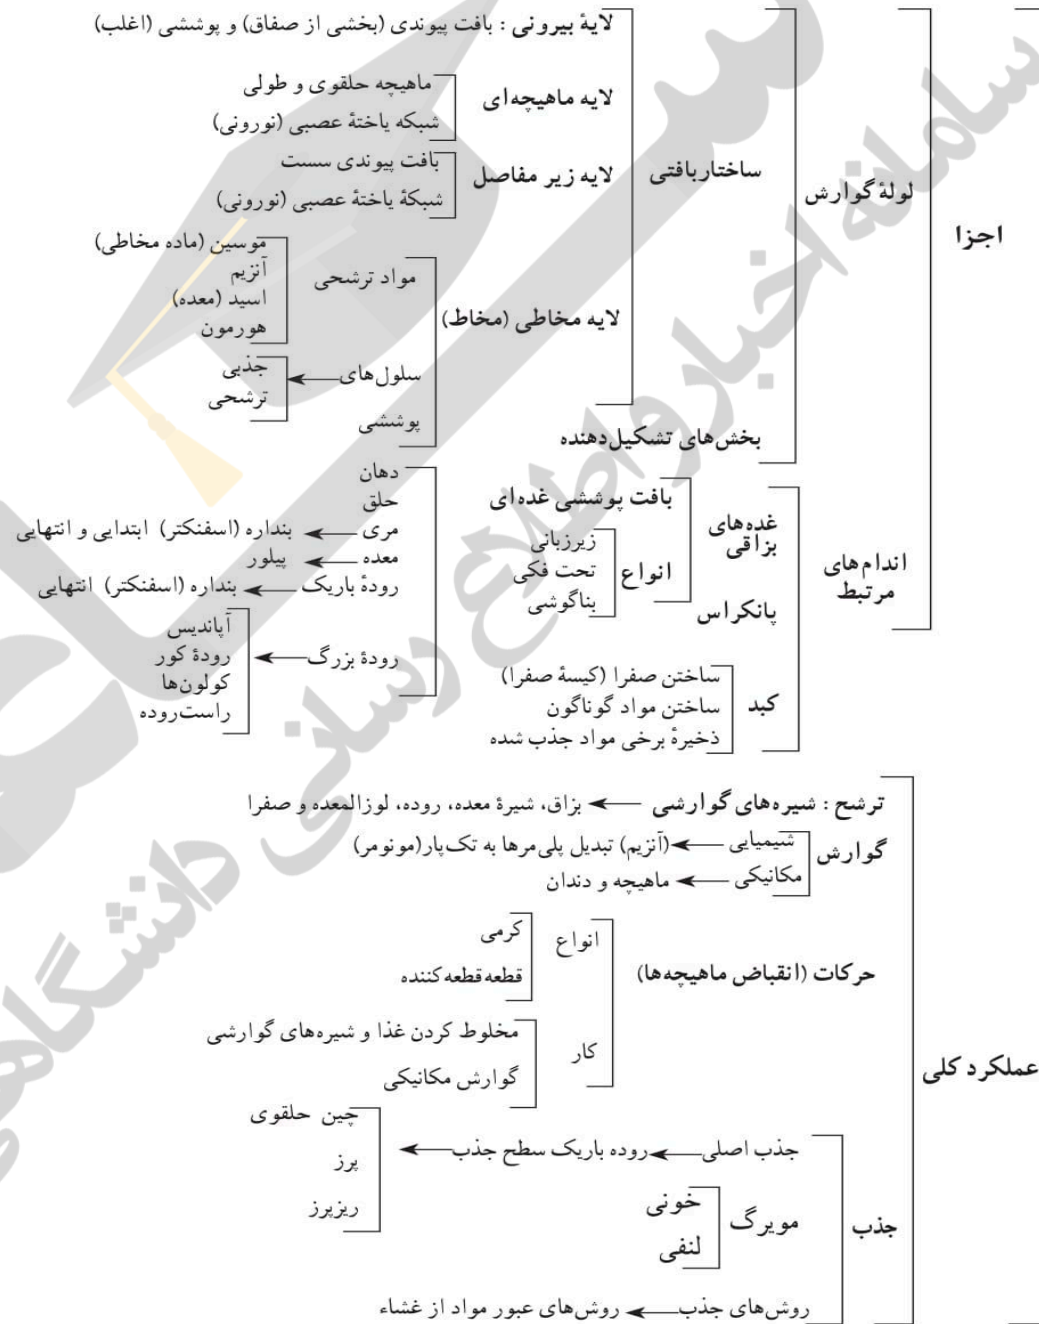 اجزا
لولهٔ گوارش
ساختاربافتی
لایهٔ بیرونی : بافت پیوندی (بخشی از صفاق) و پوششی (اغلب)
لایه ماهیچه‌ای
ماهیچه حلقوی و طولی
شبکه یاختهٔ عصبی (نورونی)
لایه زیر مفاصل
بافت پیوندی سست
شبکهٔ یاختهٔ عصبی (نورونی)
لایه مخاطی (مخاط)
مواد ترشحی
موسین (ماده مخاطی)
آنزیم
اسید (معده)
هورمون
سلول‌های
جذبی
ترشحی
پوششی
بخش‌های تشکیل‌دهنده
دهان
حلق
مری ← بنداره (اسفنکتر) ابتدایی و انتهایی
معده ← پیلور
رودهٔ باریک ← بنداره (اسفنکتر) انتهایی
رودهٔ بزرگ ←
آپاندیس
رودهٔ کور
کولون‌ها
راست‌روده
اندام‌های
مرتبط
غده‌های
بزاقی
بافت پوششی غده‌ای
انواع
زیرزبانی
تحت فکی
بناگوشی
پانکراس
کبد
ساختن صفرا (کیسهٔ صفرا)
ساختن مواد گوناگون
ذخیرهٔ برخی مواد جذب شده
عملکرد کلی
ترشح : شیره‌های گوارشی ← بزاق، شیرهٔ معده، روده، لوزالمعده و صفرا
گوارش
شیمیایی ← (آنزیم) تبدیل پلی‌مرها به تک‌پار(مونومر)
مکانیکی ← ماهیچه و دندان
حرکات (انقباض ماهیچه‌ها)
انواع
کرمی
قطعه‌قطعه‌کننده
کار
مخلوط کردن غذا و شیره‌های گوارشی
گوارش مکانیکی
جذب
جذب اصلی ← روده باریک سطح جذب ←
چین حلقوی
پرز
ریزپرز
مویرگ
خونی
لنفی
روش‌های جذب ← روش‌های عبور مواد از غشاء
سامانه اخبار و اطلاع رسانی دانشگاهی